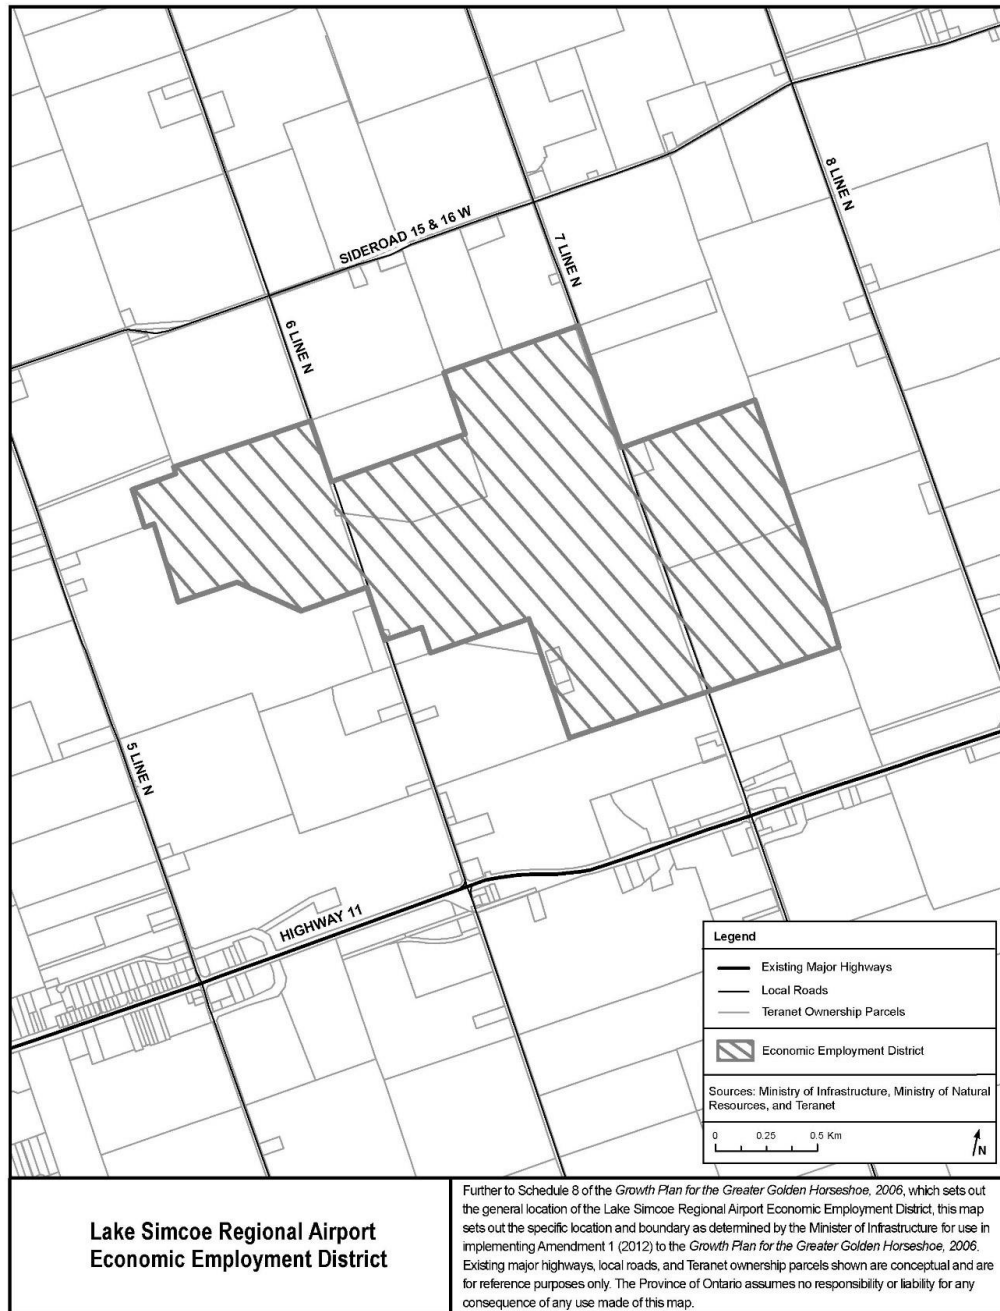 8 LINE N
SIDEROAD 15 & 16 W
7 LINE N
6 LINE N
5 LINE N
HIGHWAY 11
Legend
Existing Major Highways
Local Roads
Teranet Ownership Parcels
Economic Employment District
Sources: Ministry of Infrastructure, Ministry of Natural
Resources, and Teranet
0 0.25 0.5 Km
N
Lake Simcoe Regional Airport
Economic Employment District
Further to Schedule 8 of the Growth Plan for the Greater Golden Horseshoe, 2006, which sets out
the general location of the Lake Simcoe Regional Airport Economic Employment District, this map
sets out the specific location and boundary as determined by the Minister of Infrastructure for use in
implementing Amendment 1 (2012) to the Growth Plan for the Greater Golden Horseshoe, 2006.
Existing major highways, local roads, and Teranet ownership parcels shown are conceptual and are
for reference purposes only. The Province of Ontario assumes no responsibility or liability for any
consequence of any use made of this map.